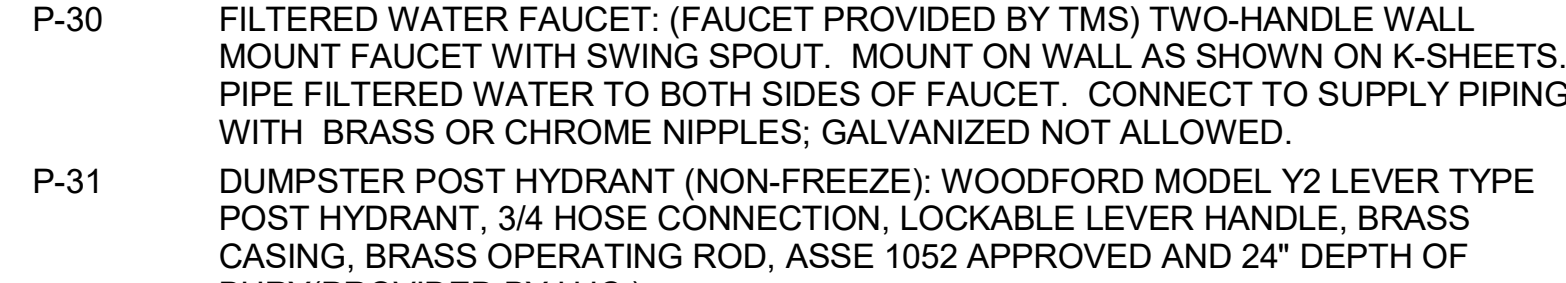 P-30 FILTERED WATER FAUCET: (FAUCET PROVIDED BY TMS) TWO-HANDLE WALL
MOUNT FAUCET WITH SWING SPOUT. MOUNT ON WALL AS SHOWN ON K-SHEETS.
PIPE FILTERED WATER TO BOTH SIDES OF FAUCET. CONNECT TO SUPPLY PIPING
WITH BRASS OR CHROME NIPPLES; GALVANIZED NOT ALLOWED.
P-31 DUMPSTER POST HYDRANT (NON-FREEZE): WOODFORD MODEL Y2 LEVER TYPE
POST HYDRANT, 3/4 HOSE CONNECTION, LOCKABLE LEVER HANDLE, BRASS
CASING, BRASS OPERATING ROD, ASSE 1052 APPROVED AND 24" DEPTH OF